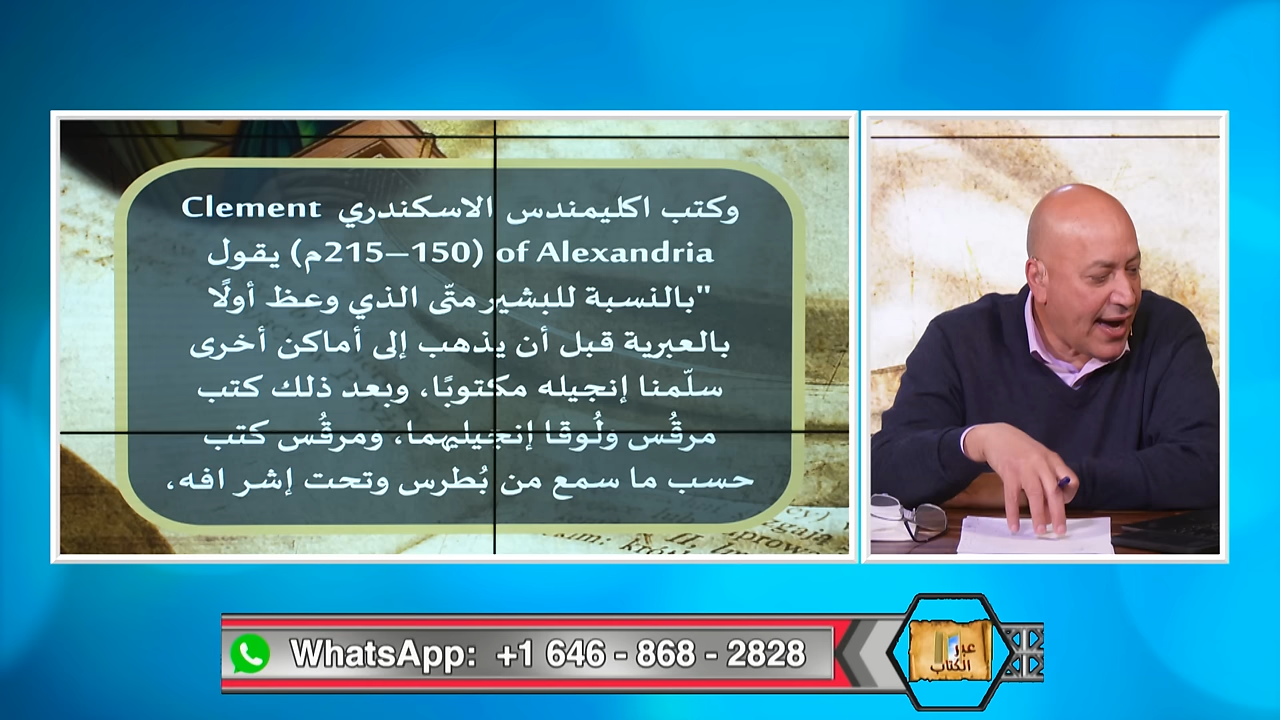 وكتب اكليمندس الاسكندري Clement
of Alexandria (150–215م) يقول
"بالنسبة للبشير متّى الذي وعظ أولًا
بالعبرية قبل أن يذهب إلى أماكن أخرى
سلّمنا إنجيله مكتوبًا، وبعد ذلك كتب
مرقُس ولُوقا إنجيليهما، ومرقُس كتب
حسب ما سمع من بُطرس وتحت إشر افه،
WhatsApp: +1 646 - 868 - 2828
عبر
الكتاب